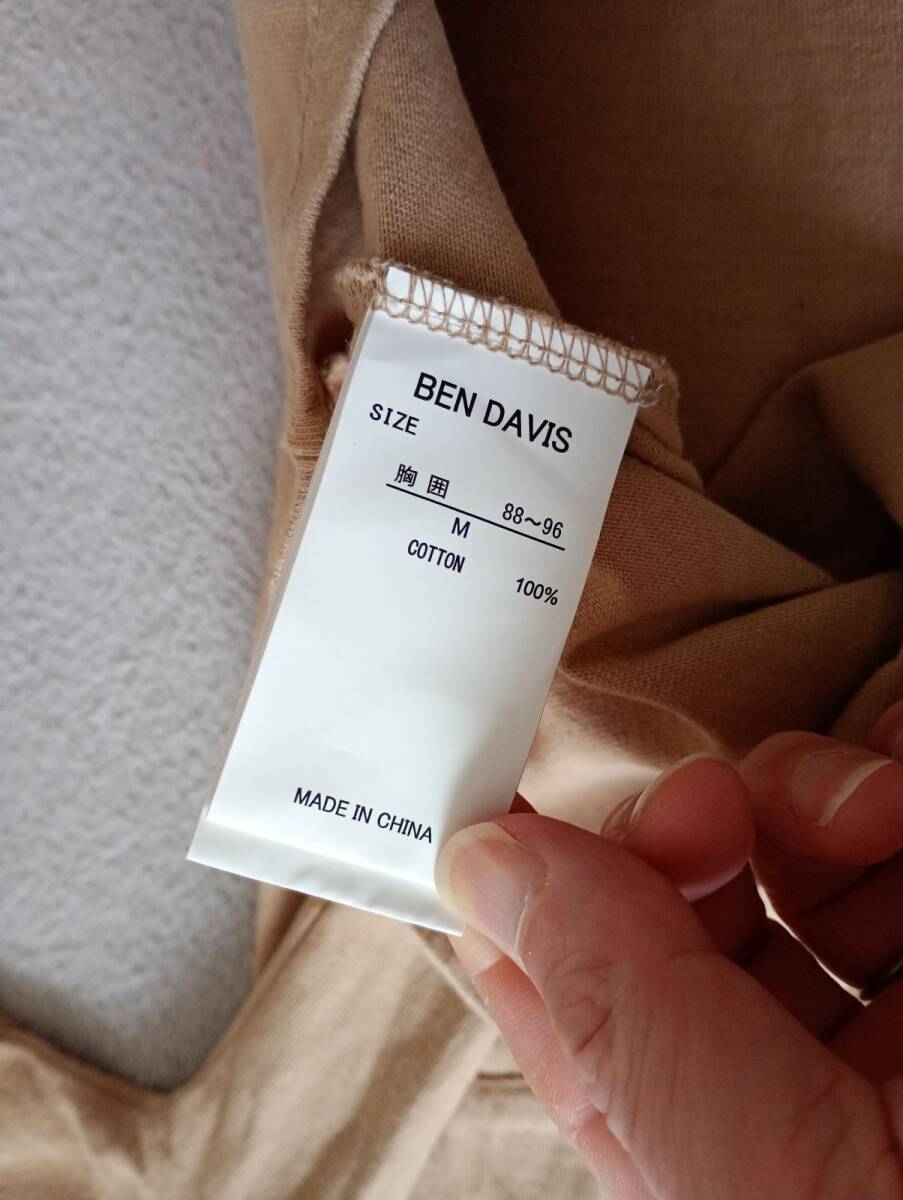 BEN DAVIS
SIZE
胸囲 88～96
M
COTTON 100%
MADE IN CHINA